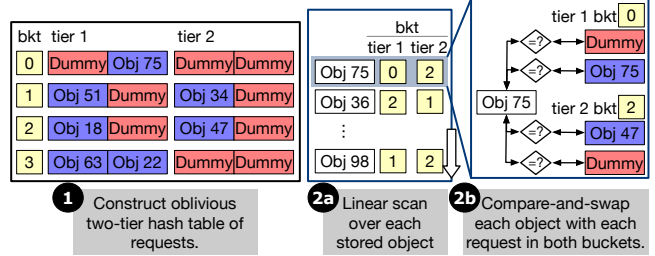 bkt tier 1 tier 2
0 Dummy Obj 75 Dummy Dummy
1 Obj 51 Dummy Obj 34 Dummy
2 Obj 18 Dummy Obj 47 Dummy
3 Obj 63 Obj 22 Dummy Dummy
1 Construct oblivious
two-tier hash table of
requests.
bkt
tier 1 tier 2
Obj 75 0 2
Obj 36 2 1
⋮
Obj 98 1 2
2a Linear scan
over each
stored object
tier 1 bkt 0
=? Dummy
=? Obj 75
Obj 75
tier 2 bkt 2
=? Obj 47
=? Dummy
2b Compare-and-swap
each object with each
request in both buckets.